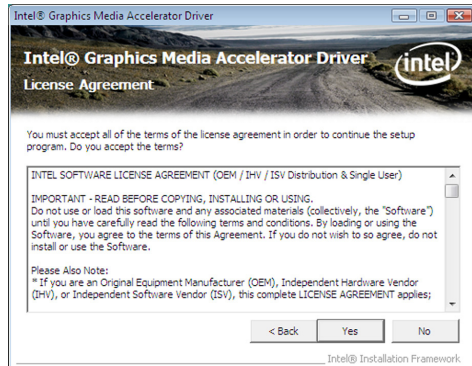 Intel® Graphics Media Accelerator Driver
Intel® Graphics Media Accelerator Driver
intel
License Agreement
You must accept all of the terms of the license agreement in order to continue the setup
program. Do you accept the terms?
INTEL SOFTWARE LICENSE AGREEMENT (OEM / IHV / ISV Distribution & Single User)
IMPORTANT - READ BEFORE COPYING, INSTALLING OR USING.
Do not use or load this software and any associated materials (collectively, the "Software")
until you have carefully read the following terms and conditions. By loading or using the
Software, you agree to the terms of this Agreement. If you do not wish to so agree, do not
install or use the Software.
Please Also Note:
* If you are an Original Equipment Manufacturer (OEM), Independent Hardware Vendor
(IHV), or Independent Software Vendor (ISV), this complete LICENSE AGREEMENT applies;
< Back Yes No
Intel® Installation Framework